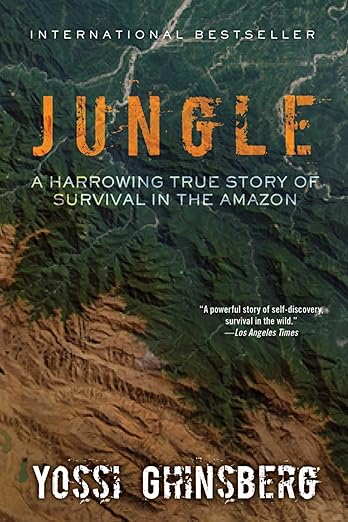 INTERNATIONAL BESTSELLER
JUNGLE
A HARROWING TRUE STORY OF
SURVIVAL IN THE AMAZON
“A powerful story of self-discovery,
survival in the wild.”
—Los Angeles Times
YOSSI GHINSBERG